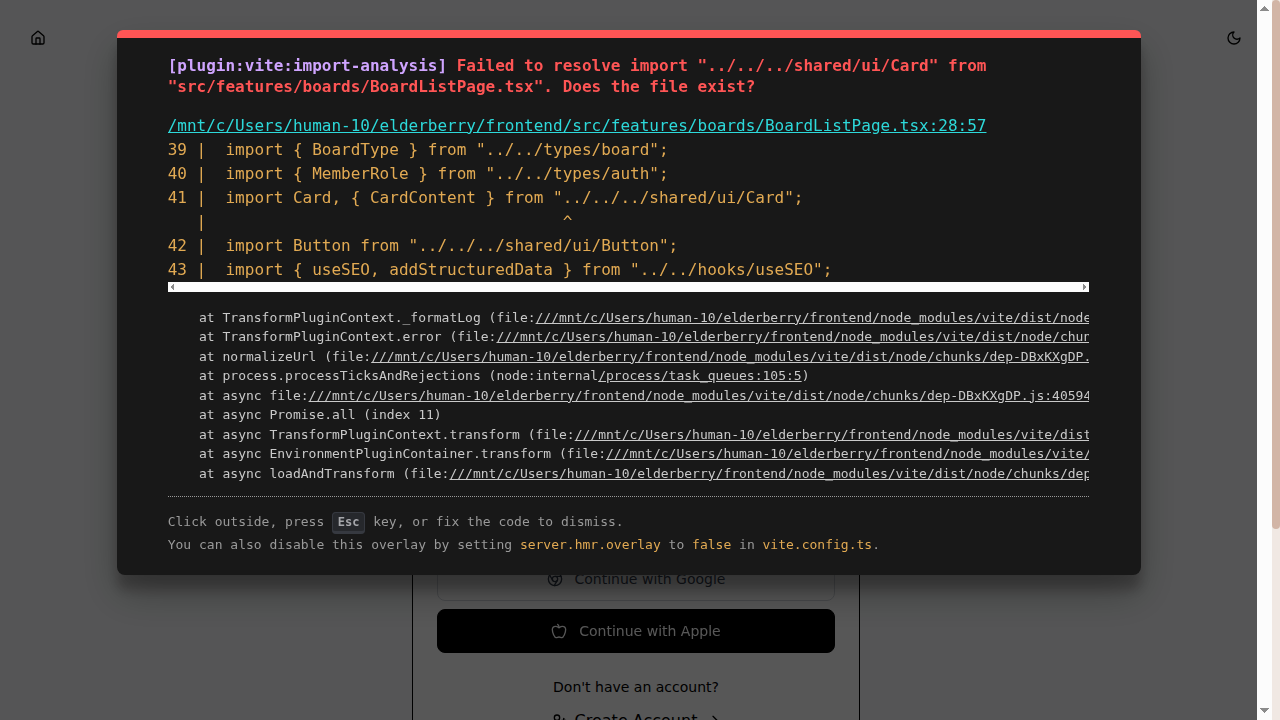 [plugin:vite:import-analysis] Failed to resolve import "../../../shared/ui/Card" from
"src/features/boards/BoardListPage.tsx". Does the file exist?
/mnt/c/Users/human-10/elderberry/frontend/src/features/boards/BoardListPage.tsx:28:57
39 |  import { BoardType } from "../../types/board";
40 |  import { MemberRole } from "../../types/auth";
41 |  import Card, { CardContent } from "../../../shared/ui/Card";
   |                                     ^
42 |  import Button from "../../../shared/ui/Button";
43 |  import { useSEO, addStructuredData } from "../../hooks/useSEO";
at TransformPluginContext._formatLog (file:///mnt/c/Users/human-10/elderberry/frontend/node_modules/vite/dist/node
at TransformPluginContext.error (file:///mnt/c/Users/human-10/elderberry/frontend/node_modules/vite/dist/node/chun
at normalizeUrl (file:///mnt/c/Users/human-10/elderberry/frontend/node_modules/vite/dist/node/chunks/dep-DBxKXgDP.
at process.processTicksAndRejections (node:internal/process/task_queues:105:5)
at async file:///mnt/c/Users/human-10/elderberry/frontend/node_modules/vite/dist/node/chunks/dep-DBxKXgDP.js:40594
at async Promise.all (index 11)
at async TransformPluginContext.transform (file:///mnt/c/Users/human-10/elderberry/frontend/node_modules/vite/dist
at async EnvironmentPluginContainer.transform (file:///mnt/c/Users/human-10/elderberry/frontend/node_modules/vite/
at async loadAndTransform (file:///mnt/c/Users/human-10/elderberry/frontend/node_modules/vite/dist/node/chunks/dep
Click outside, press Esc key, or fix the code to dismiss.
You can also disable this overlay by setting server.hmr.overlay to false in vite.config.ts.
Continue with Google
Continue with Apple
Don't have an account?
Create Account